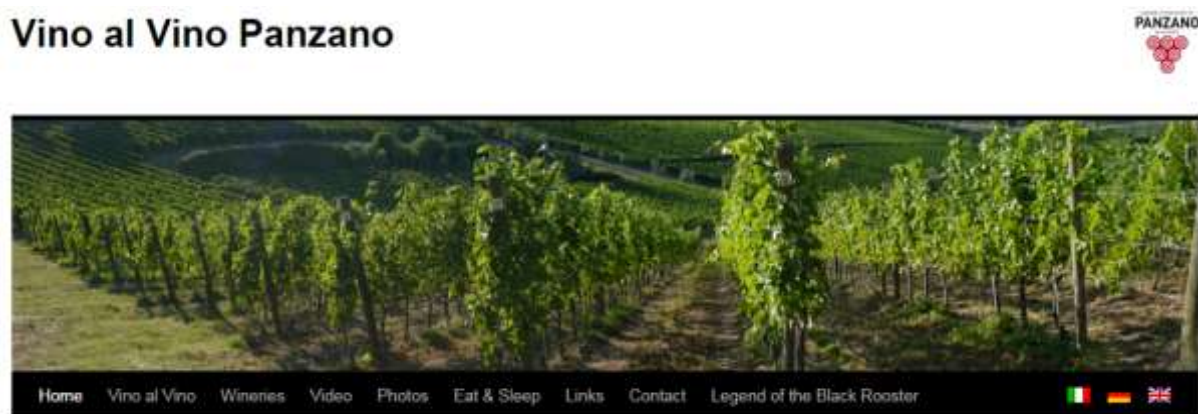 Vino al Vino Panzano
PANZANO
Home Vino al Vino Wineries Video Photos Eat & Sleep Links Contact Legend of the Black Rooster